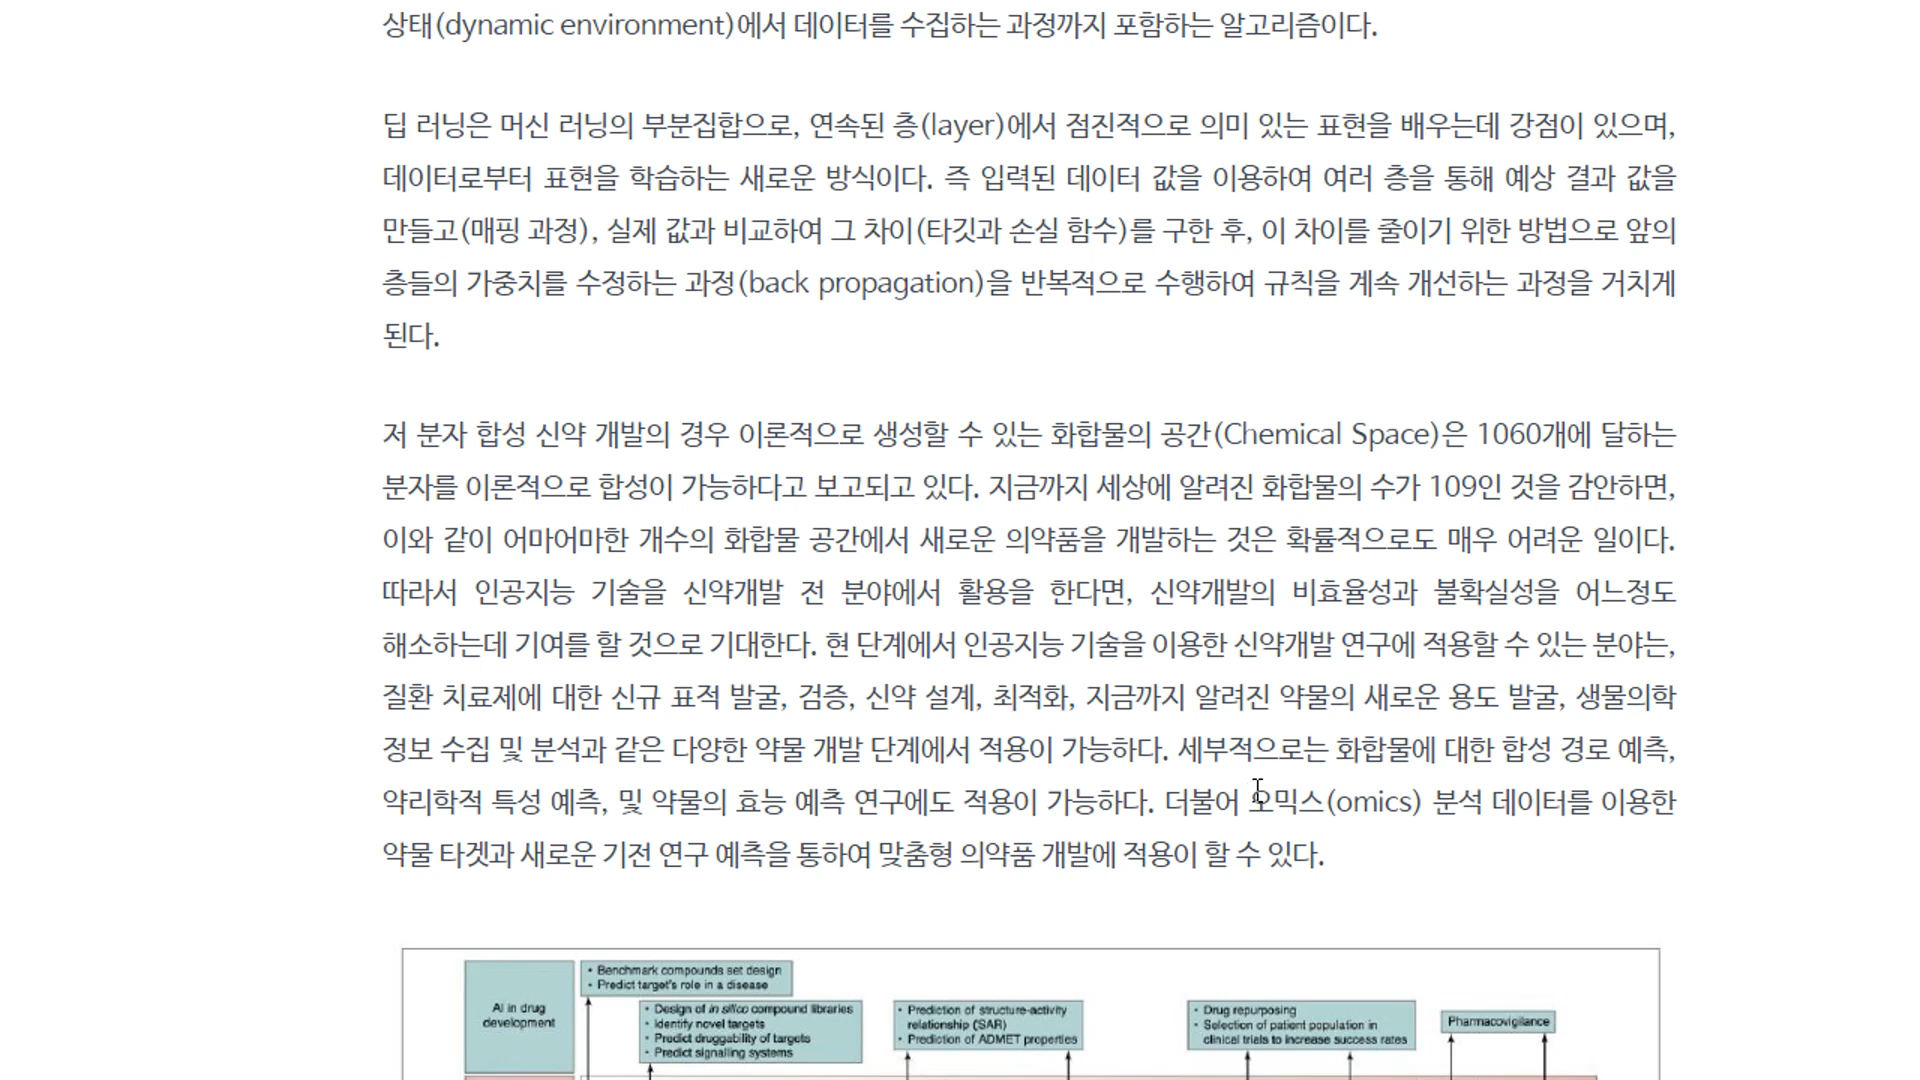 상태(dynamic environment)에서 데이터를 수집하는 과정까지 포함하는 알고리즘이다.
딥 러닝은 머신 러닝의 부분집합으로, 연속된 층(layer)에서 점진적으로 의미 있는 표현을 배우는데 강점이 있으며,
데이터로부터 표현을 학습하는 새로운 방식이다. 즉 입력된 데이터 값을 이용하여 여러 층을 통해 예상 결과 값을
만들고(매핑 과정), 실제 값과 비교하여 그 차이(타깃과 손실 함수)를 구한 후, 이 차이를 줄이기 위한 방법으로 앞의
층들의 가중치를 수정하는 과정(back propagation)을 반복적으로 수행하여 규칙을 계속 개선하는 과정을 거치게
된다.
저 분자 합성 신약 개발의 경우 이론적으로 생성할 수 있는 화합물의 공간(Chemical Space)은 1060개에 달하는
분자를 이론적으로 합성이 가능하다고 보고되고 있다. 지금까지 세상에 알려진 화합물의 수가 109인 것을 감안하면,
이와 같이 어마어마한 개수의 화합물 공간에서 새로운 의약품을 개발하는 것은 확률적으로도 매우 어려운 일이다.
따라서 인공지능 기술을 신약개발 전 분야에서 활용을 한다면, 신약개발의 비효율성과 불확실성을 어느정도
해소하는데 기여를 할 것으로 기대한다. 현 단계에서 인공지능 기술을 이용한 신약개발 연구에 적용할 수 있는 분야는,
질환 치료제에 대한 신규 표적 발굴, 검증, 신약 설계, 최적화, 지금까지 알려진 약물의 새로운 용도 발굴, 생물의학
정보 수집 및 분석과 같은 다양한 약물 개발 단계에서 적용이 가능하다. 세부적으로는 화합물에 대한 합성 경로 예측,
약리학적 특성 예측, 및 약물의 효능 예측 연구에도 적용이 가능하다. 더불어 오믹스(omics) 분석 데이터를 이용한
약물 타겟과 새로운 기전 연구 예측을 통하여 맞춤형 의약품 개발에 적용이 할 수 있다.
AI in drug
development
• Benchmark compounds set design
• Predict target's role in a disease
• Design of in silico compound libraries
• Identify novel targets
• Predict druggability of targets
• Predict signalling systems
• Prediction of structure-activity
relationship (SAR)
• Prediction of ADMET properties
• Drug repurposing
• Selection of patient population in
clinical trials to increase success rates
Pharmacovigilance